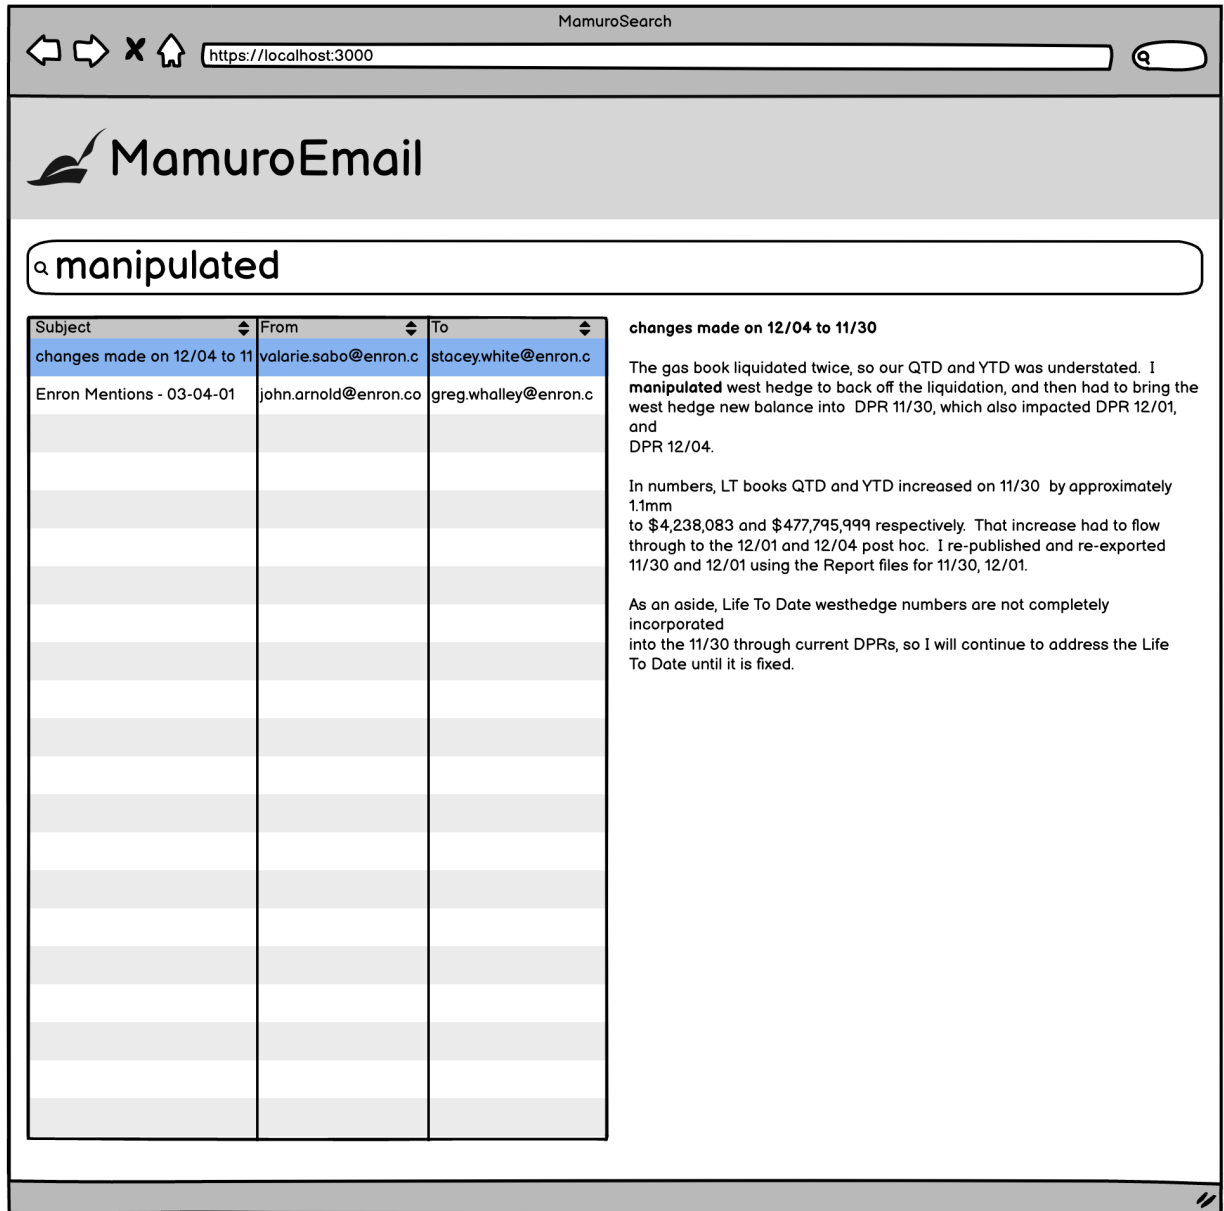 MamuroSearch
https://localhost:3000
MamuroEmail
manipulated
Subject From To
changes made on 12/04 to 11 valarie.sabo@enron.c stacey.white@enron.c
Enron Mentions - 03-04-01 john.arnold@enron.co greg.whalley@enron.c
changes made on 12/04 to 11/30
The gas book liquidated twice, so our QTD and YTD was understated.  I
manipulated west hedge to back off the liquidation, and then had to bring the
west hedge new balance into  DPR 11/30, which also impacted DPR 12/01,
and
DPR 12/04.
In numbers, LT books QTD and YTD increased on 11/30  by approximately
1.1mm
to $4,238,083 and $477,795,999 respectively.  That increase had to flow
through to the 12/01 and 12/04 post hoc.  I re-published and re-exported
11/30 and 12/01 using the Report files for 11/30, 12/01.
As an aside, Life To Date westhedge numbers are not completely
incorporated
into the 11/30 through current DPRs, so I will continue to address the Life
To Date until it is fixed.